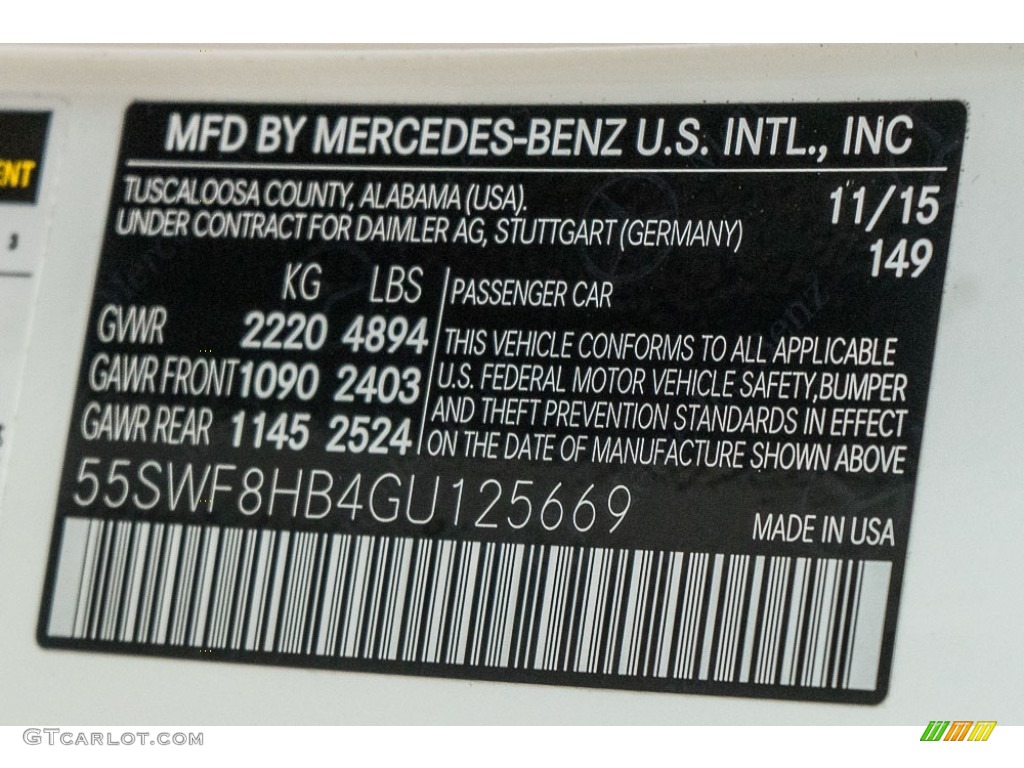 MFD BY MERCEDES-BENZ U.S. INTL., INC
TUSCALOOSA COUNTY, ALABAMA (USA).
UNDER CONTRACT FOR DAIMLER AG, STUTTGART (GERMANY)
11/15
149
KG LBS
GVWR 2220 4894
GAWR FRONT 1090 2403
GAWR REAR 1145 2524
PASSENGER CAR
THIS VEHICLE CONFORMS TO ALL APPLICABLE
U.S. FEDERAL MOTOR VEHICLE SAFETY, BUMPER
AND THEFT PREVENTION STANDARDS IN EFFECT
ON THE DATE OF MANUFACTURE SHOWN ABOVE
55SWF8HB4GU125669
MADE IN USA
ENT
3
GTCARLOT.COM